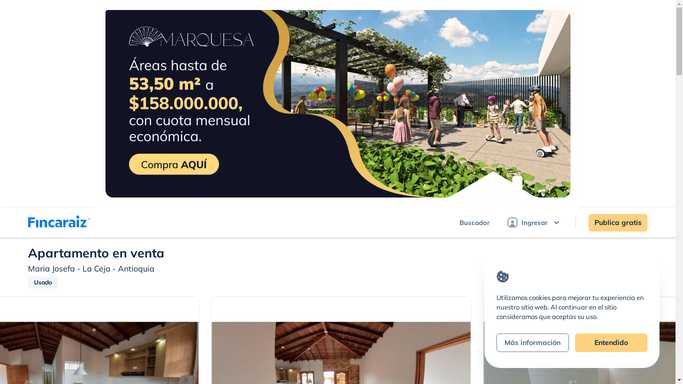 MARQUESA
Áreas hasta de
53,50 m² a
$158.000.000,
con cuota mensual
económica.
Compra AQUÍ
Fincaraiz
Buscador
Ingresar
Publica gratis
Apartamento en venta
Maria Josefa - La Ceja - Antioquia
Usado
Utilizamos cookies para mejorar tu experiencia en
nuestro sitio web. Al continuar en el sitio
consideramos que aceptas su uso.
Más información
Entendido